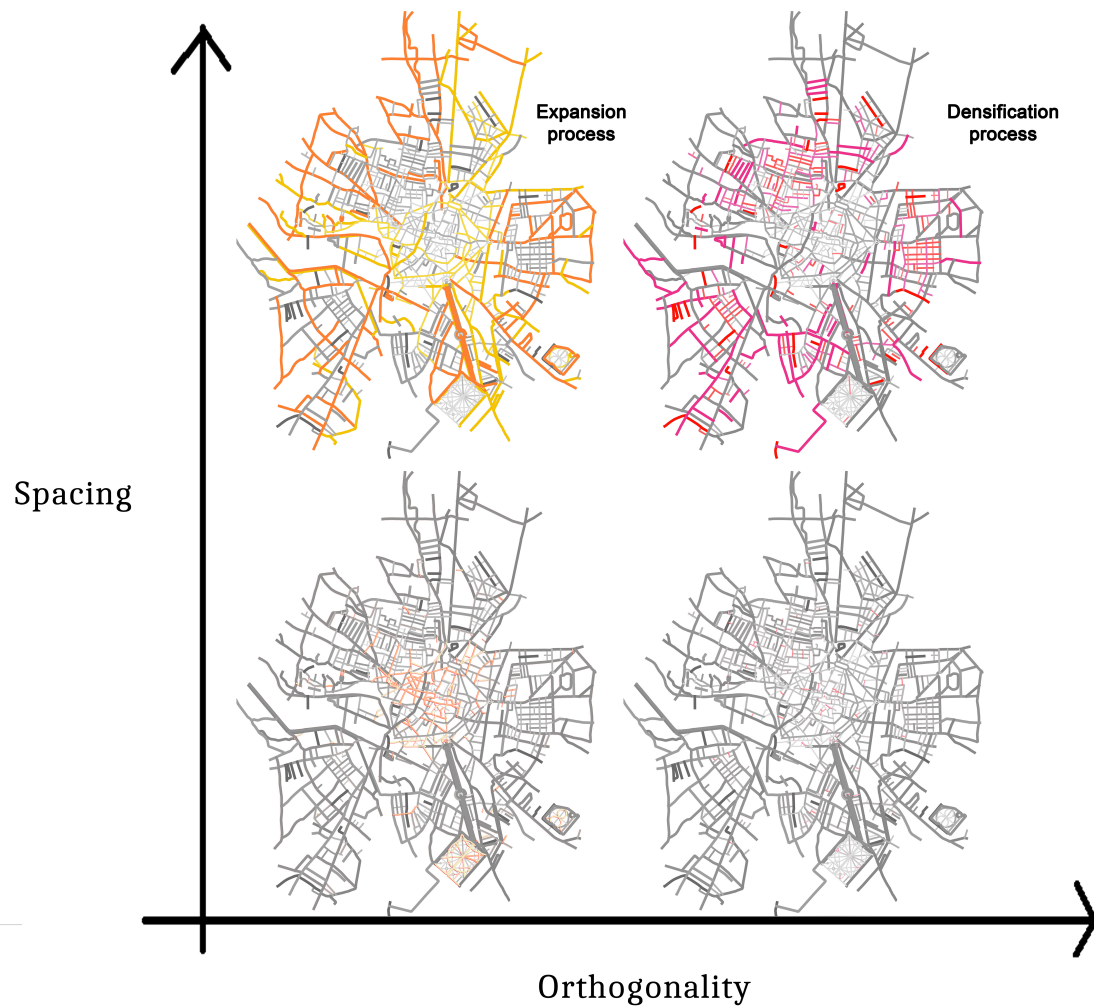 Expansion
process
Densification
process
Spacing
Orthogonality